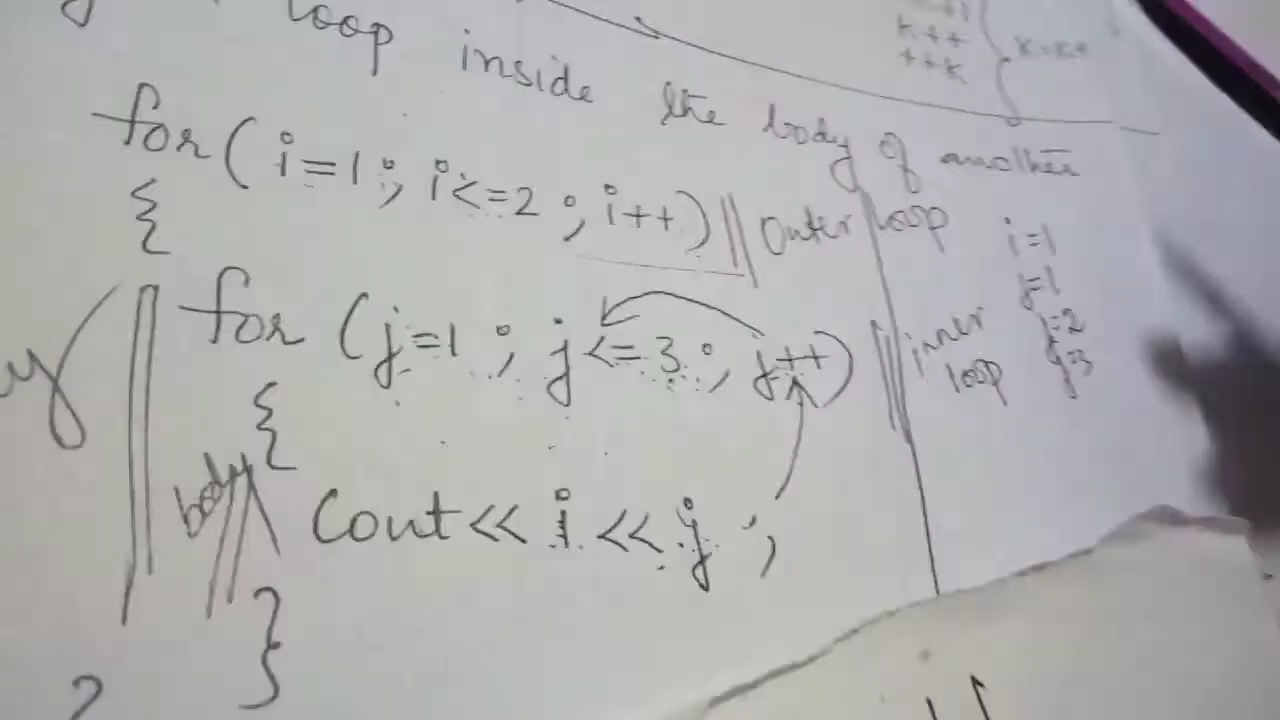 loop inside the body of another
k++
++k
for(i=1; i<=2; i++) || Outer loop
{
for (j=1; j<=3; j++) || inner loop
{
body
Cout<<i<<j;
}
i=1
j=1
j=2
j=3